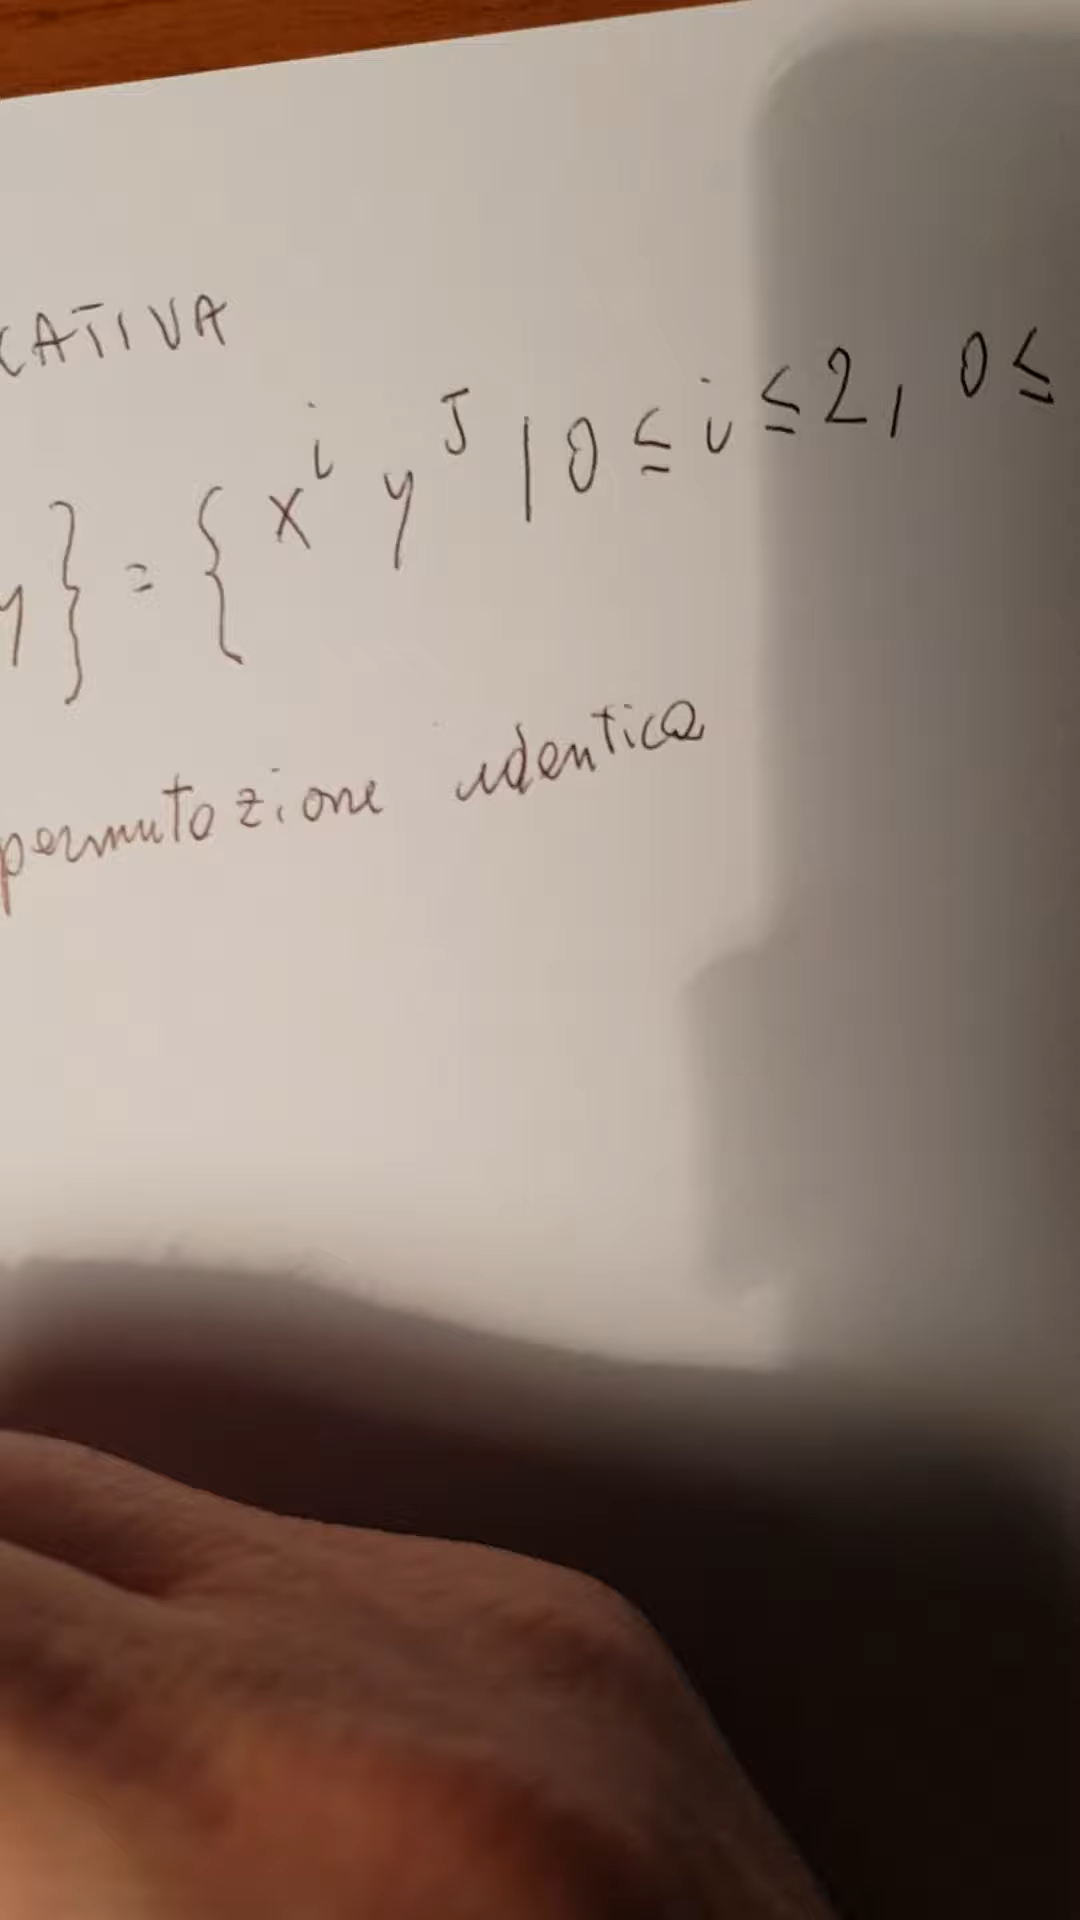 CATIVA
y} = {x^i y^J | 0 ≤ i ≤ 2, 0 ≤
permutazione identica